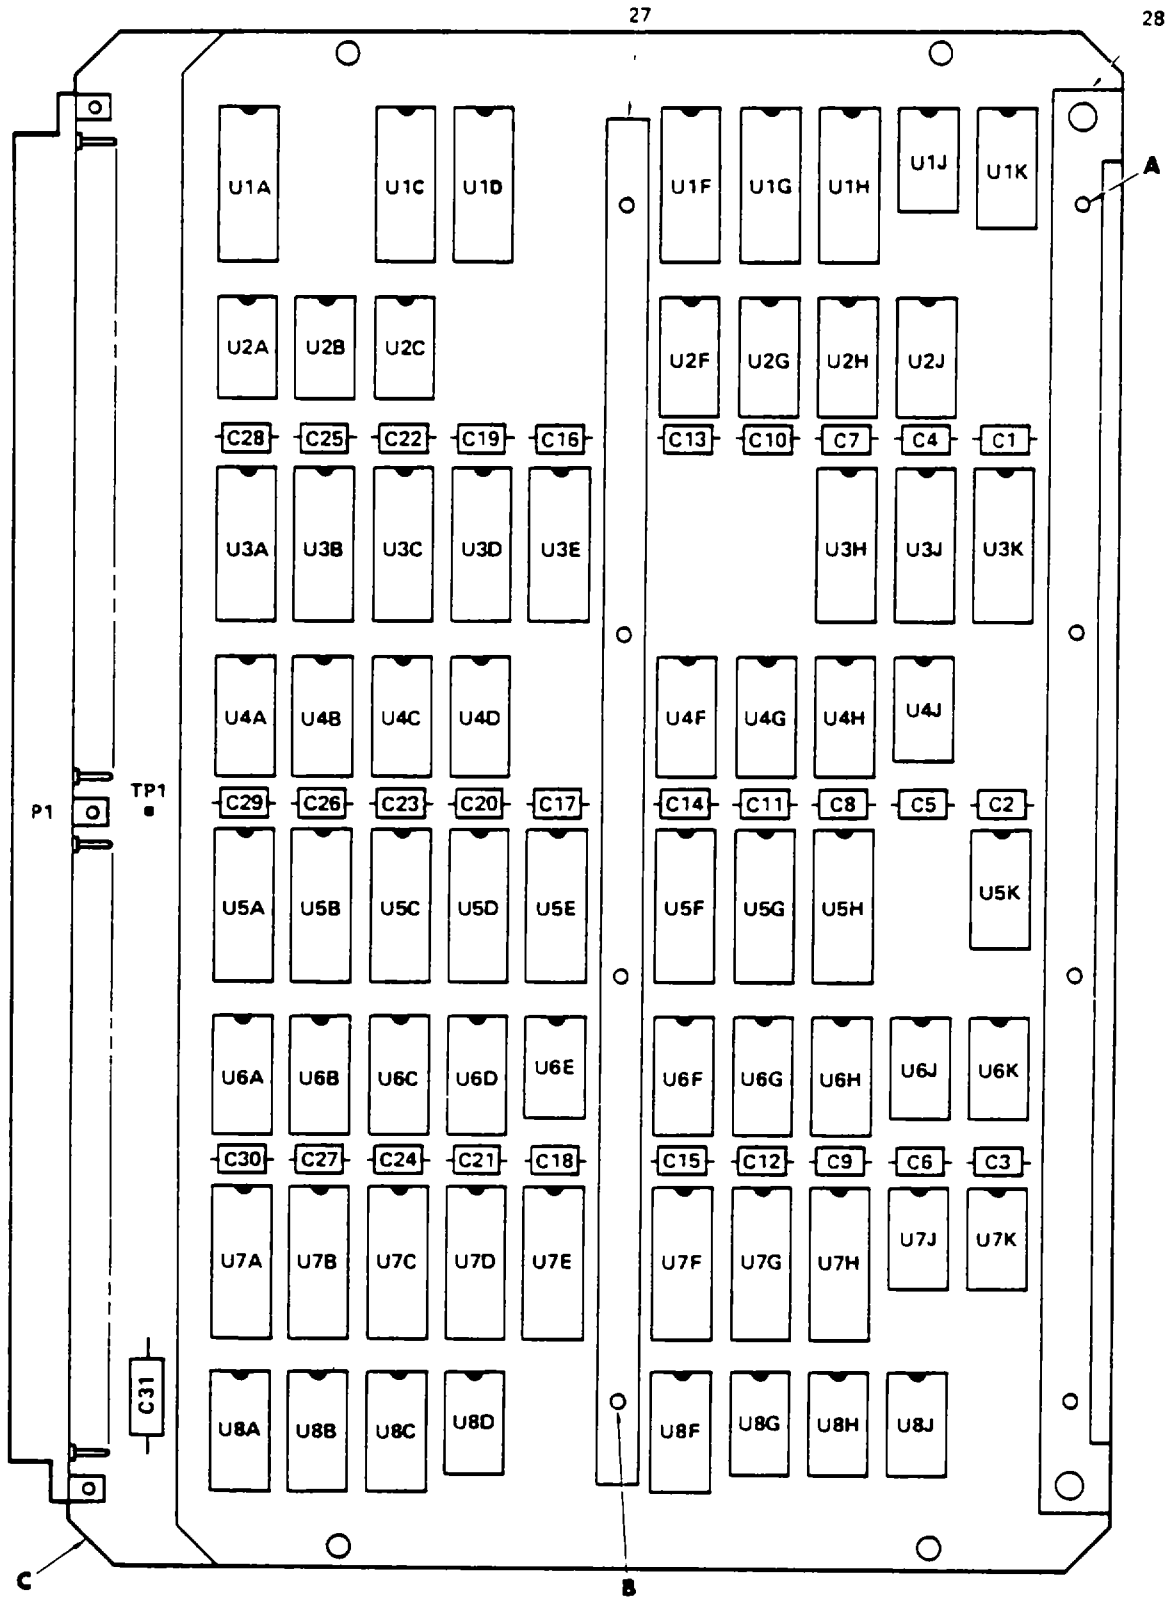 27
28
A
U1A U1C U1D U1F U1G U1H U1J U1K
U2A U2B U2C U2F U2G U2H U2J
C28 C25 C22 C19 C16 C13 C10 C7 C4 C1
U3A U3B U3C U3D U3E U3H U3J U3K
U4A U4B U4C U4D U4F U4G U4H U4J
P1 TP1 C29 C26 C23 C20 C17 C14 C11 C8 C5 C2
U5A U5B U5C U5D U5E U5F U5G U5H U5K
U6A U6B U6C U6D U6E U6F U6G U6H U6J U6K
C30 C27 C24 C21 C18 C15 C12 C9 C6 C3
U7A U7B U7C U7D U7E U7F U7G U7H U7J U7K
C31
U8A U8B U8C U8D U8F U8G U8H U8J
C
B